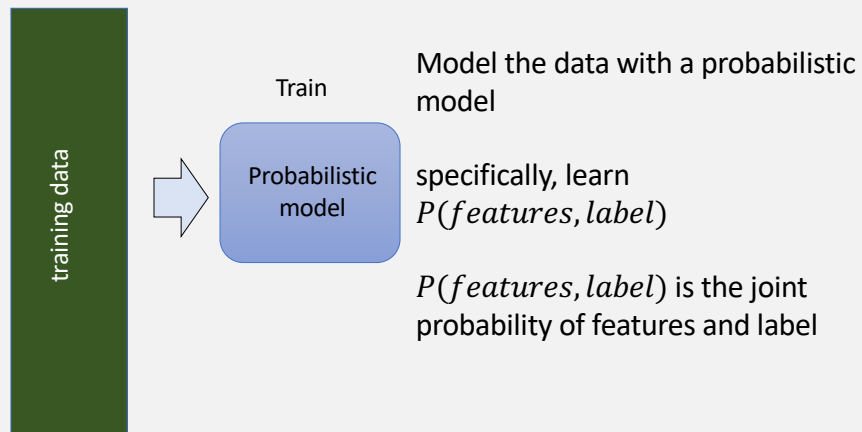 training data
Train
Probabilistic
model
Model the data with a probabilistic
model
specifically, learn
P(features, label)
P(features, label) is the joint
probability of features and label